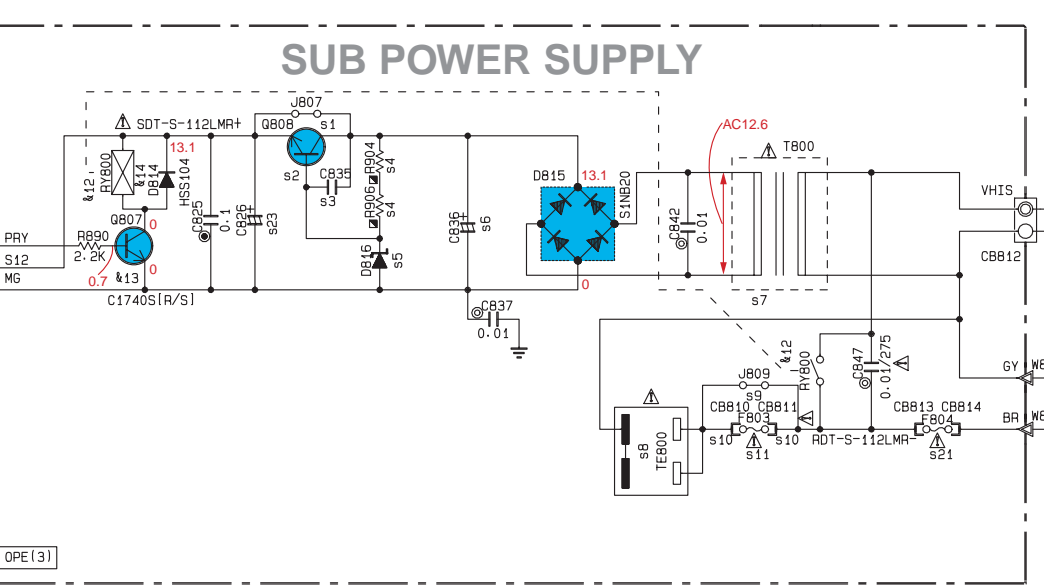 SUB POWER SUPPLY
J807
SDT-S-112LMR+
Q808
s1
AC12.6
T800
13.1
RY800
&12
&14
D814
HSS104
s2
C835
s3
R904
s4
R906
s4
D815
13.1
S1NB20
C842
0.01
VHIS
C825
0.1
C826
s23
C836
s6
Q807
0
PRY
R890
2.2K
S12
0.7
MG
&13
0
C1740S[R/S]
D816
s5
0
s7
CB812
C837
0.01
&12
RY800
C847
0.01/275
GY
W8
J809
s9
CB810 CB811
F803
s10
s10
s11
CB813 CB814
F804
s21
BR
W8
RDT-S-112LMR-
s8
TE800
OPE(3)